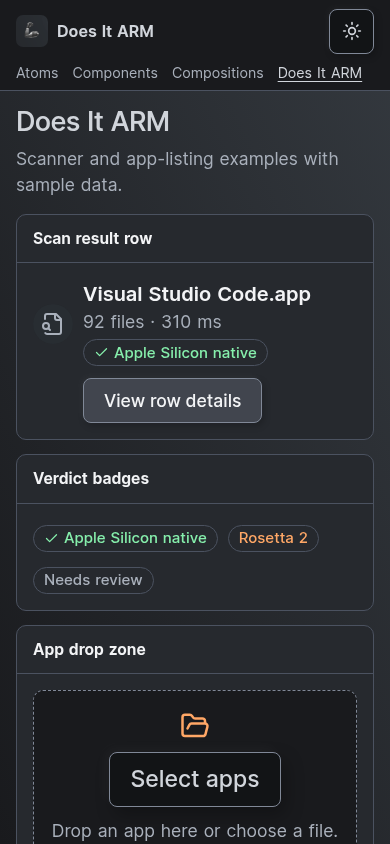 Does It ARM
Atoms Components Compositions Does It ARM
Does It ARM
Scanner and app-listing examples with
sample data.
Scan result row
Visual Studio Code.app
92 files · 310 ms
Apple Silicon native
View row details
Verdict badges
Apple Silicon native Rosetta 2
Needs review
App drop zone
Select apps
Drop an app here or choose a file.